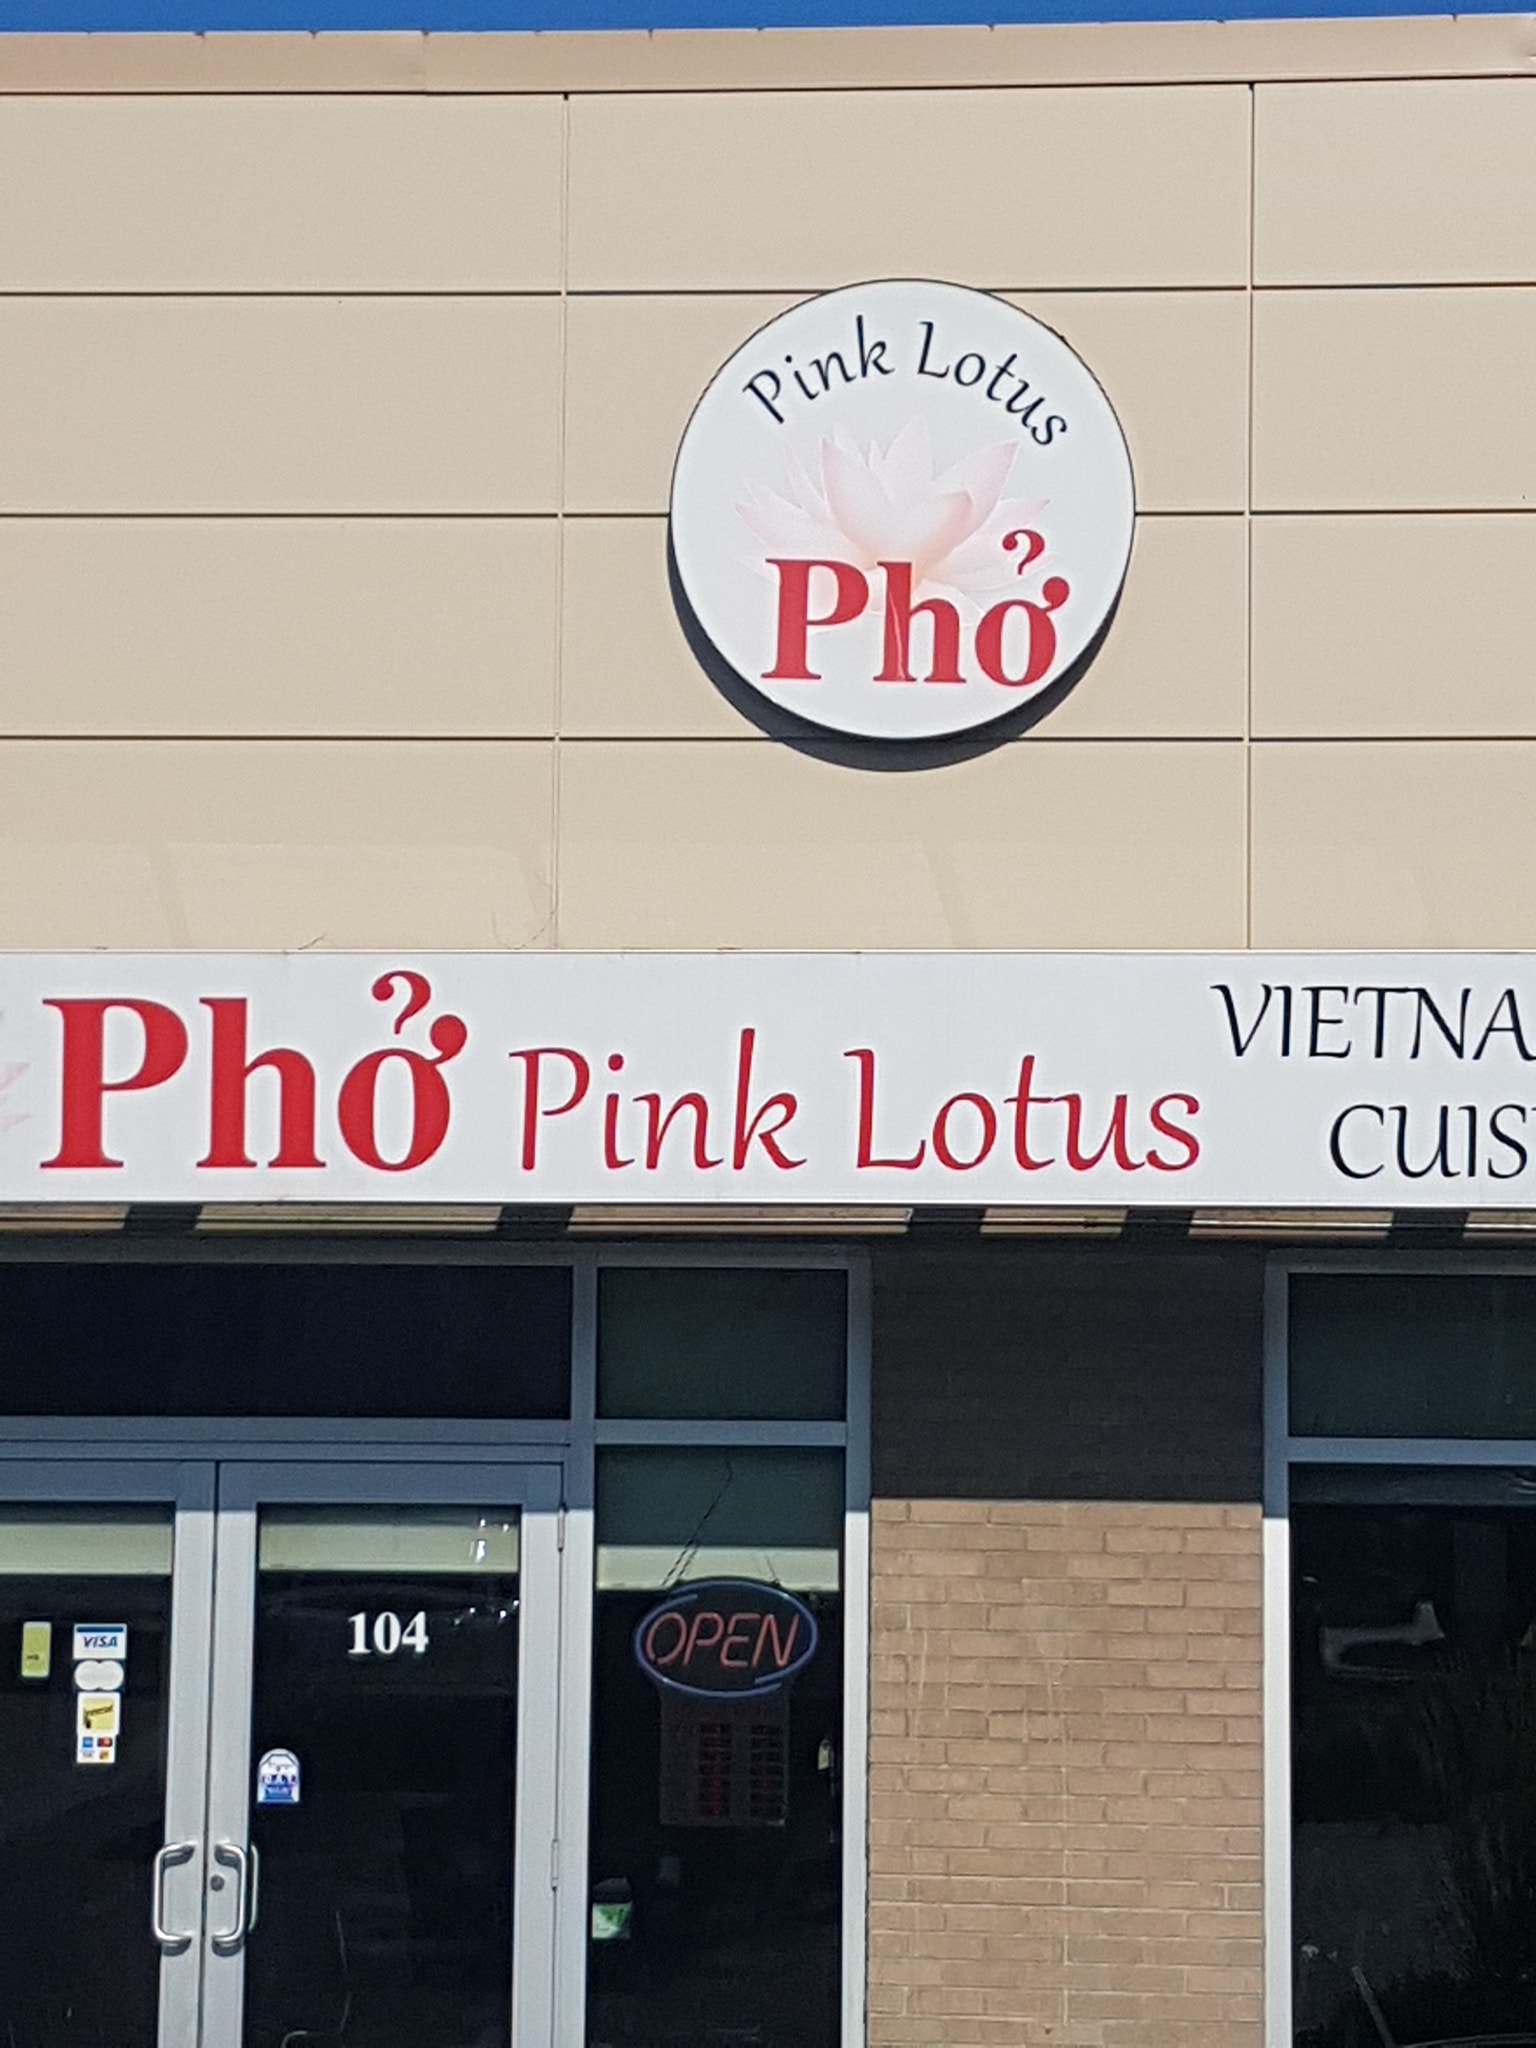 Pink Lotus
Phở
Phở Pink Lotus
VIETNA
CUIS
104
VISA
OPEN